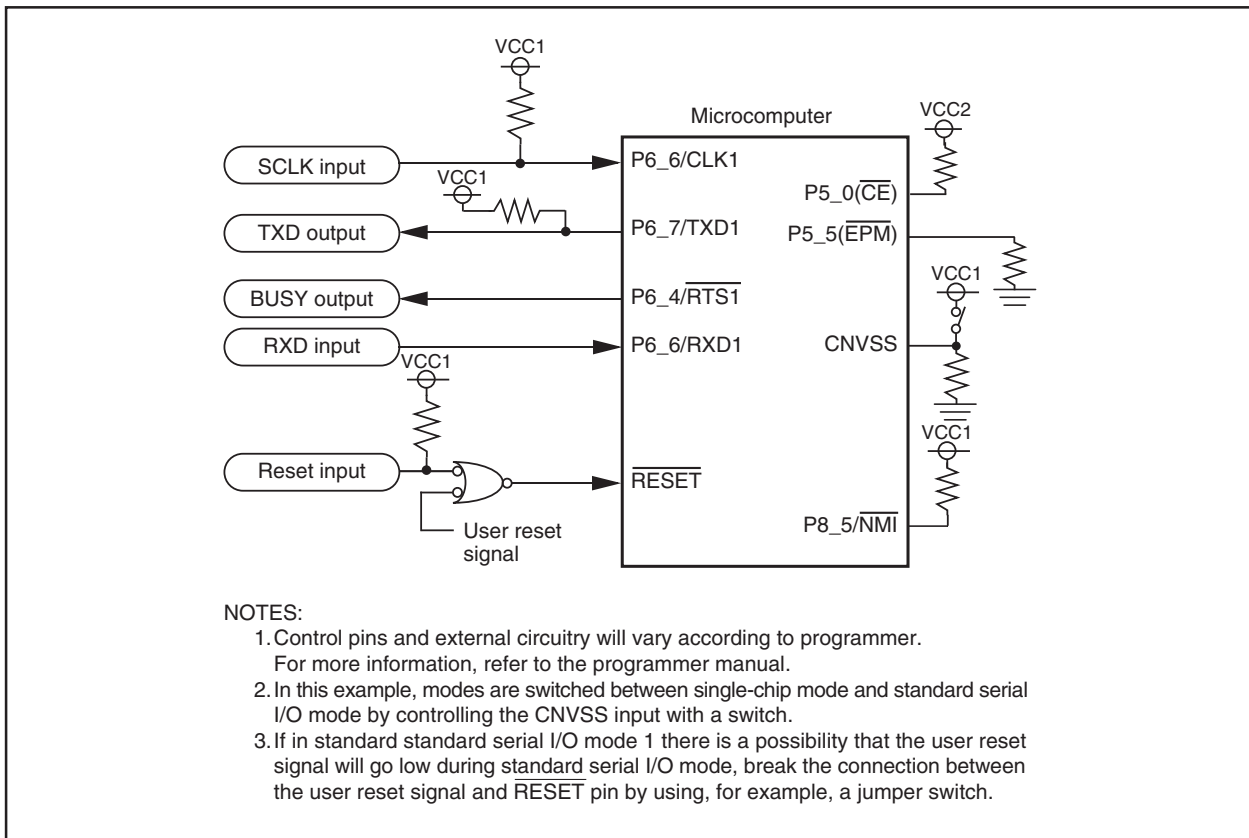 VCC1
Microcomputer
VCC2
SCLK input
P6_6/CLK1
P5_0(CE)
VCC1
TXD output
P6_7/TXD1
P5_5(EPM)
VCC1
BUSY output
P6_4/RTS1
RXD input
P6_6/RXD1
CNVSS
VCC1
VCC1
Reset input
RESET
P8_5/NMI
User reset
signal
NOTES:
1. Control pins and external circuitry will vary according to programmer.
For more information, refer to the programmer manual.
2. In this example, modes are switched between single-chip mode and standard serial
I/O mode by controlling the CNVSS input with a switch.
3. If in standard standard serial I/O mode 1 there is a possibility that the user reset
signal will go low during standard serial I/O mode, break the connection between
the user reset signal and RESET pin by using, for example, a jumper switch.